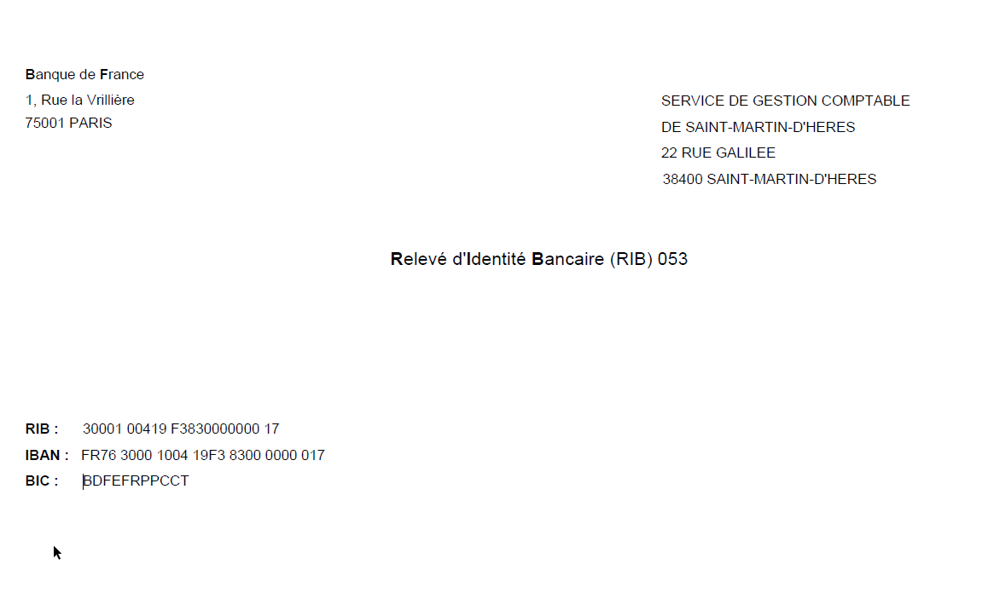 Banque de France
1, Rue la Vrillière
75001 PARIS
SERVICE DE GESTION COMPTABLE
DE SAINT-MARTIN-D'HERES
22 RUE GALILEE
38400 SAINT-MARTIN-D'HERES
Relevé d'Identité Bancaire (RIB) 053
RIB : 30001 00419 F3830000000 17
IBAN : FR76 3000 1004 19F3 8300 0000 017
BIC : BDFEFRPPCCT